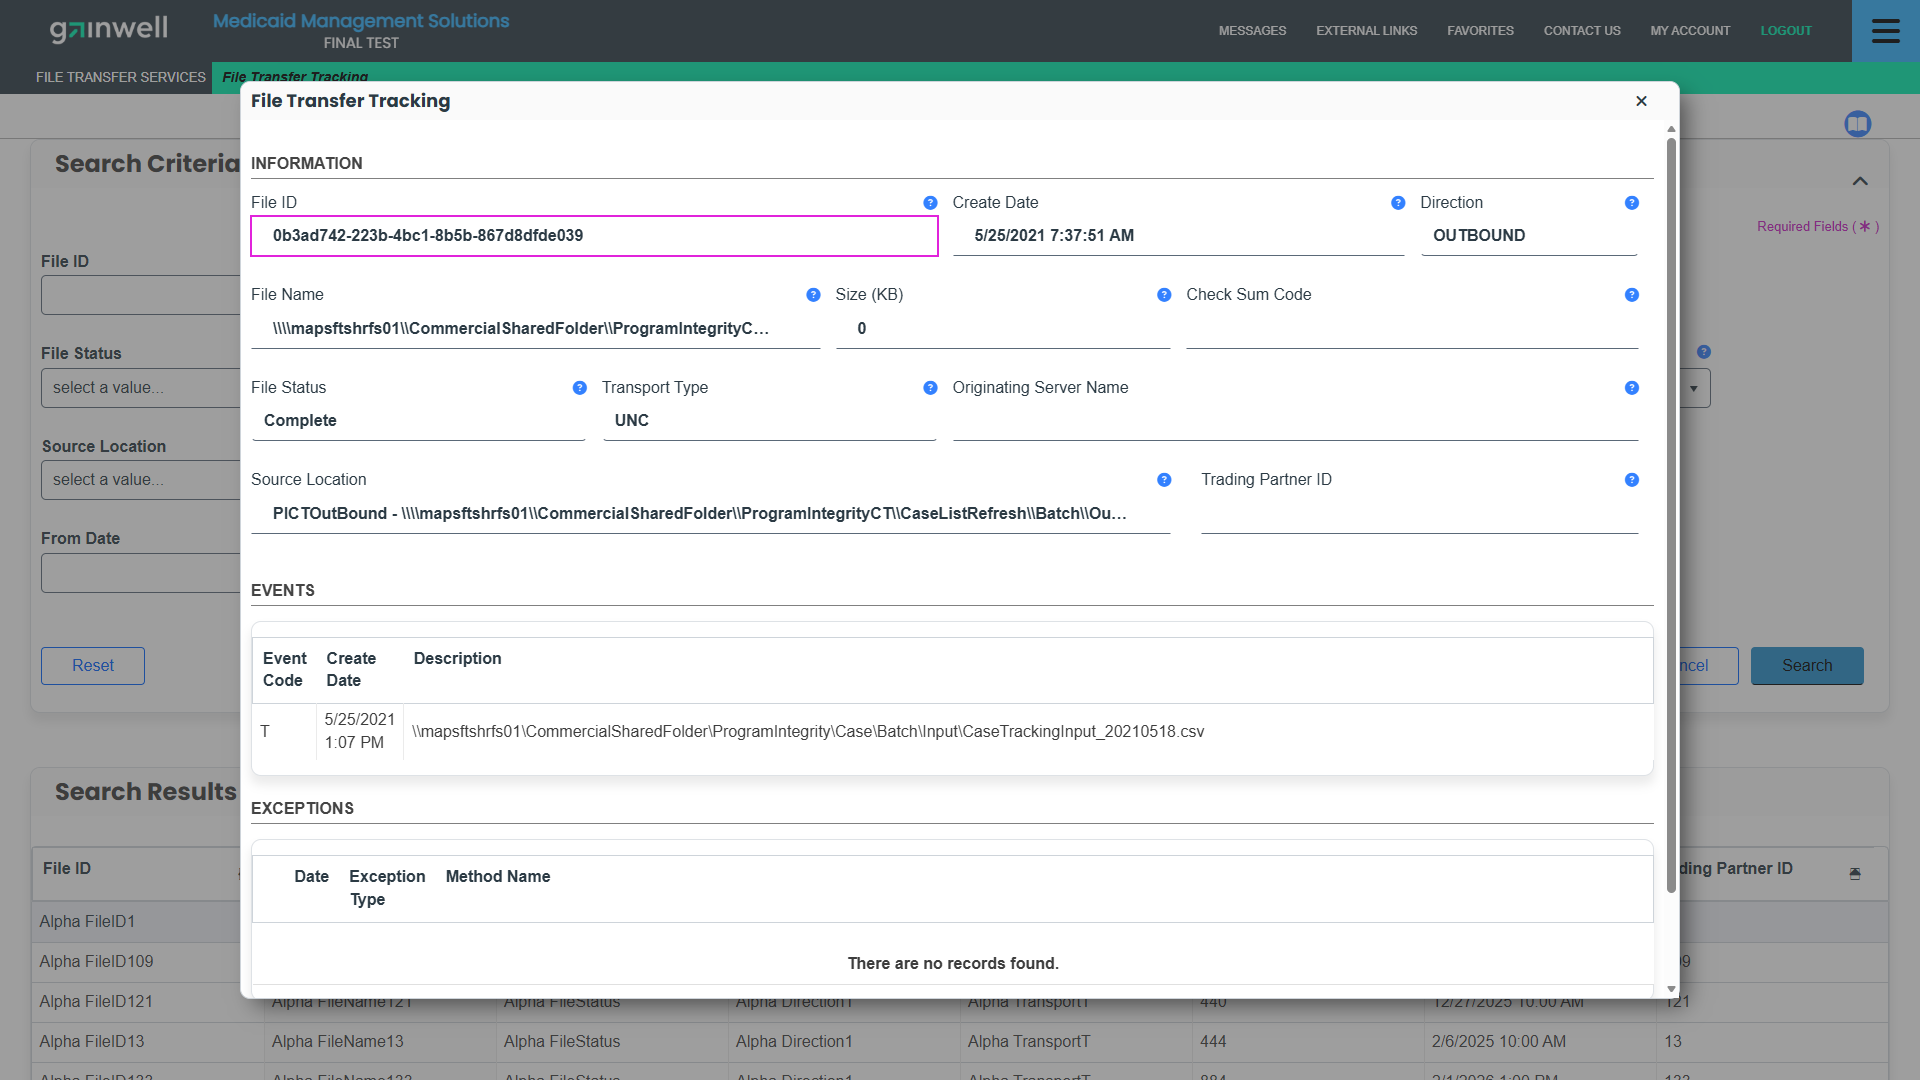 gainwell
Medicaid Management Solutions
FINAL TEST
MESSAGES
EXTERNAL LINKS
FAVORITES
CONTACT US
MY ACCOUNT
LOGOUT
FILE TRANSFER SERVICES
File Transfer Tracking
File Transfer Tracking
Search Criteria
Required Fields (*)
File ID
File Status
select a value...
Source Location
select a value...
From Date
Reset
Search
INFORMATION
File ID
0b3ad742-223b-4bc1-8b5b-867d8dfde039
Create Date
5/25/2021 7:37:51 AM
Direction
OUTBOUND
File Name
\\\\mapsftshrfs01\\CommercialSharedFolder\\ProgramIntegrityC...
Size (KB)
0
Check Sum Code
File Status
Complete
Transport Type
UNC
Originating Server Name
Source Location
PICTOutBound - \\\\mapsftshrfs01\\CommercialSharedFolder\\ProgramIntegrityCT\\CaseListRefresh\\Batch\\Ou...
Trading Partner ID
EVENTS
Event Code
Create Date
Description
T
5/25/2021 1:07 PM
\\mapsftshrfs01\CommercialSharedFolder\ProgramIntegrity\Case\Batch\Input\CaseTrackingInput_20210518.csv
EXCEPTIONS
Date
Exception Type
Method Name
There are no records found.
Search Results
File ID
ding Partner ID
Alpha FileID1
Alpha FileID109
Alpha FileID121 Alpha FileName121 Alpha FileStatus Alpha Direction1 Alpha TransportT 440 12/27/2025 10:00 AM 121
Alpha FileID13 Alpha FileName13 Alpha FileStatus Alpha Direction1 Alpha TransportT 444 2/6/2025 10:00 AM 13